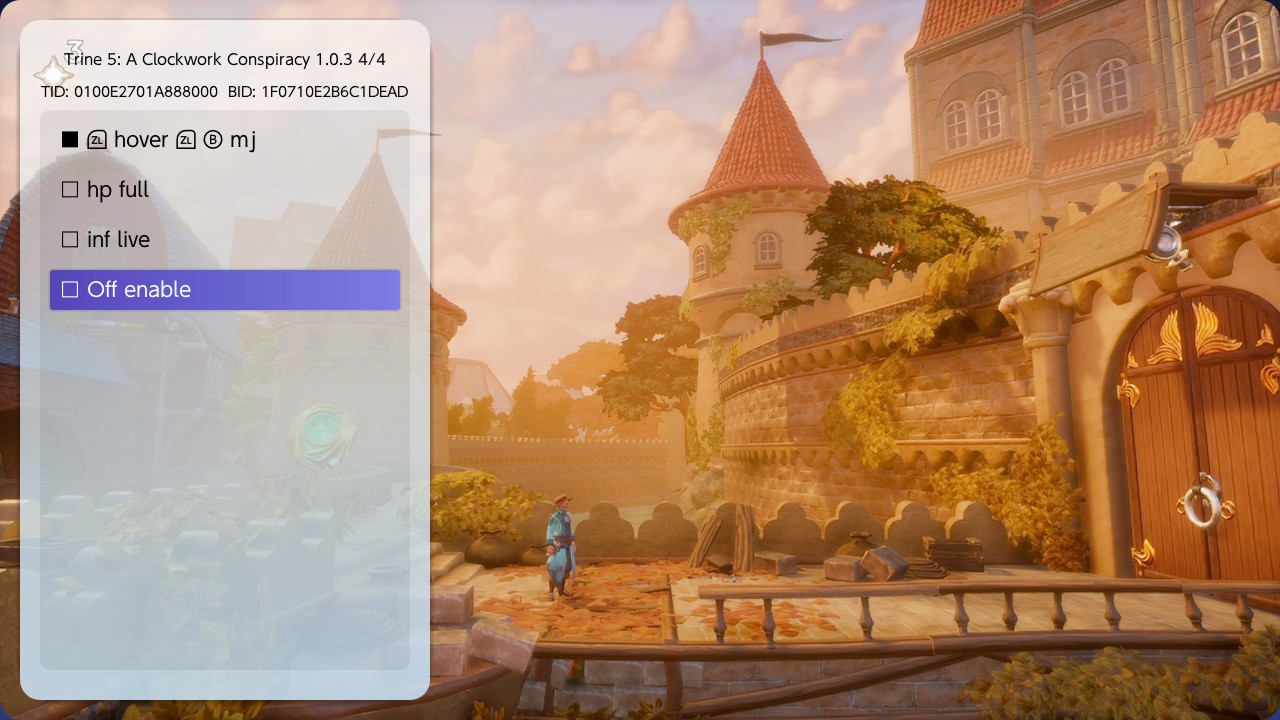 3
Trine 5: A Clockwork Conspiracy 1.0.3 4/4
TID: 0100E2701A888000 BID: 1F0710E2B6C1DEAD
ZL hover ZL B mj
hp full
inf live
Off enable